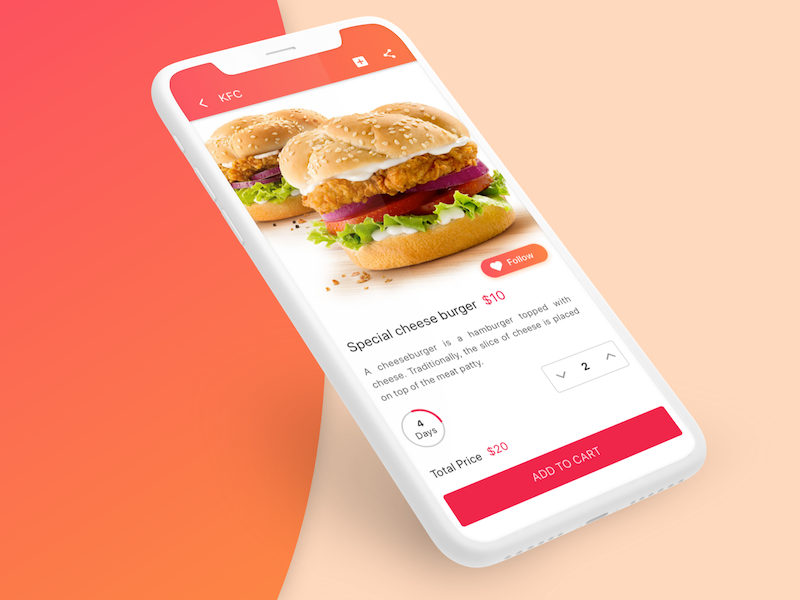 KFC
Follow
Special cheese burger $10
A cheeseburger is a hamburger topped with
cheese. Traditionally, the slice of cheese is placed
on top of the meat patty.
2
4
Days
Total Price $20
ADD TO CART